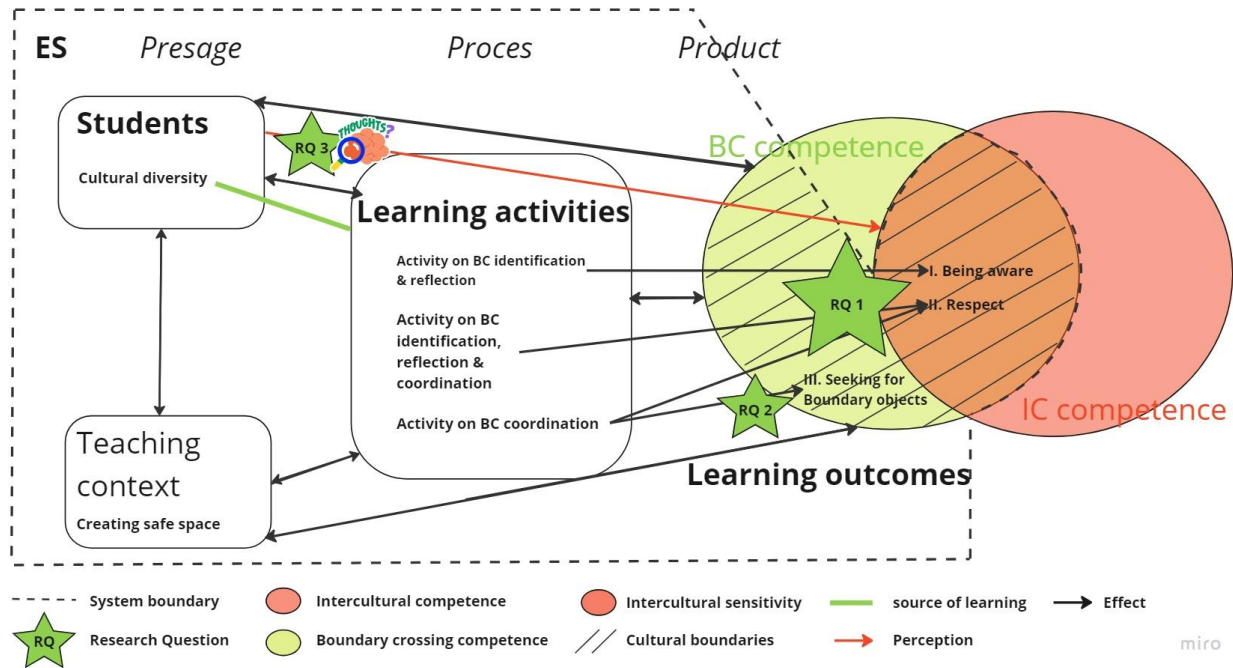 ES
Presage
Proces
Product
Students
Cultural diversity
RQ 3
THOUGHTS?
BC competence
Learning activities
Activity on BC identification
& reflection
Activity on BC
identification,
reflection &
coordination
Activity on BC coordination
RQ 1
I. Being aware
II. Respect
III. Seeking for
Boundary objects
RQ 2
IC competence
Teaching
context
Creating safe space
Learning outcomes
System boundary
Intercultural competence
Intercultural sensitivity
source of learning
Effect
RQ
Research Question
Boundary crossing competence
Cultural boundaries
Perception
miro